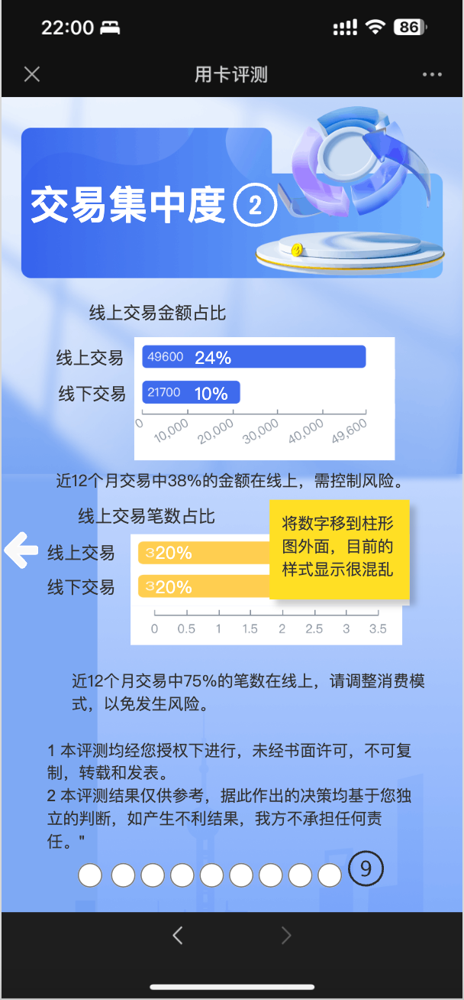 22:00
86
用卡评测
交易集中度②
线上交易金额占比
线上交易 49600 24%
线下交易 21700 10%
0 10,000 20,000 30,000 40,000 49,600
近12个月交易中38%的金额在线上，需控制风险。
线上交易笔数占比
将数字移到柱形
图外面，目前的
样式显示很混乱
线上交易 320%
线下交易 320%
0 0.5 1 1.5 2 2.5 3 3.5
近12个月交易中75%的笔数在线上，请调整消费模
式，以免发生风险。
1 本评测均经您授权下进行，未经书面许可，不可复
制，转载和发表。
2 本评测结果仅供参考，据此作出的决策均基于您独
立的判断，如产生不利结果，我方不承担任何责
任。"
⑨